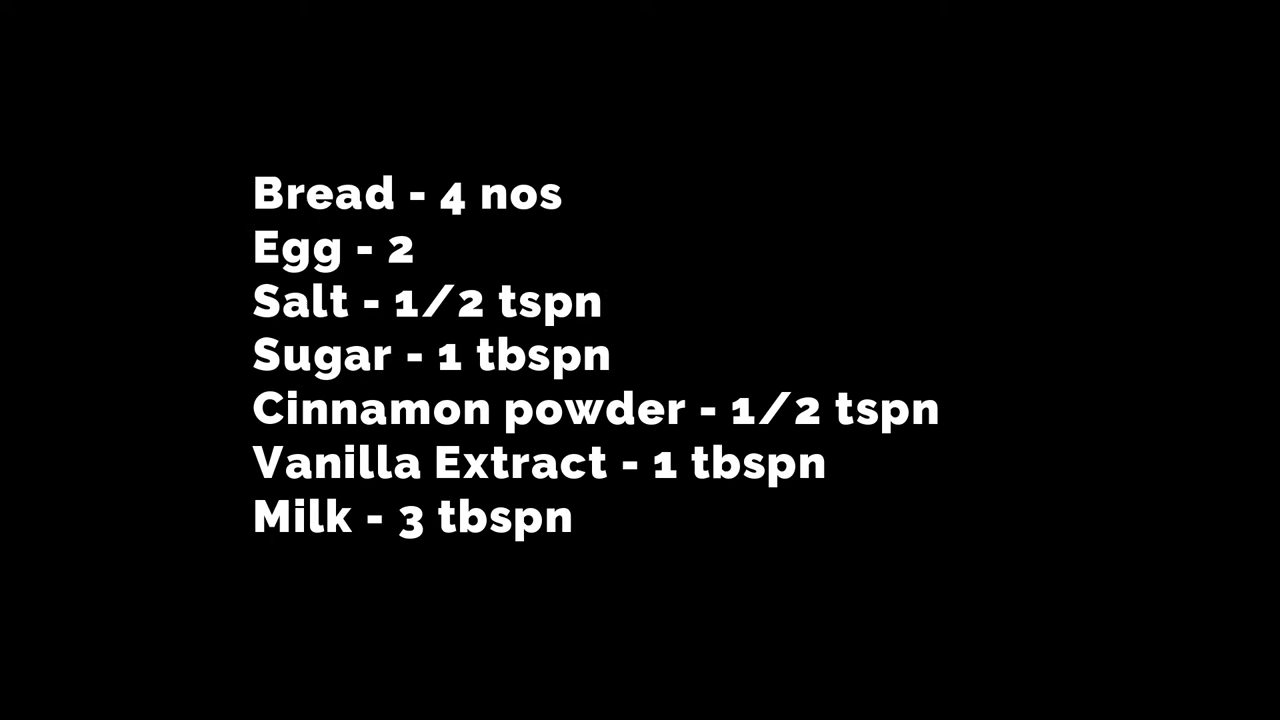 Bread - 4 nos
Egg - 2
Salt - 1/2 tspn
Sugar - 1 tbspn
Cinnamon powder - 1/2 tspn
Vanilla Extract - 1 tbspn
Milk - 3 tbspn